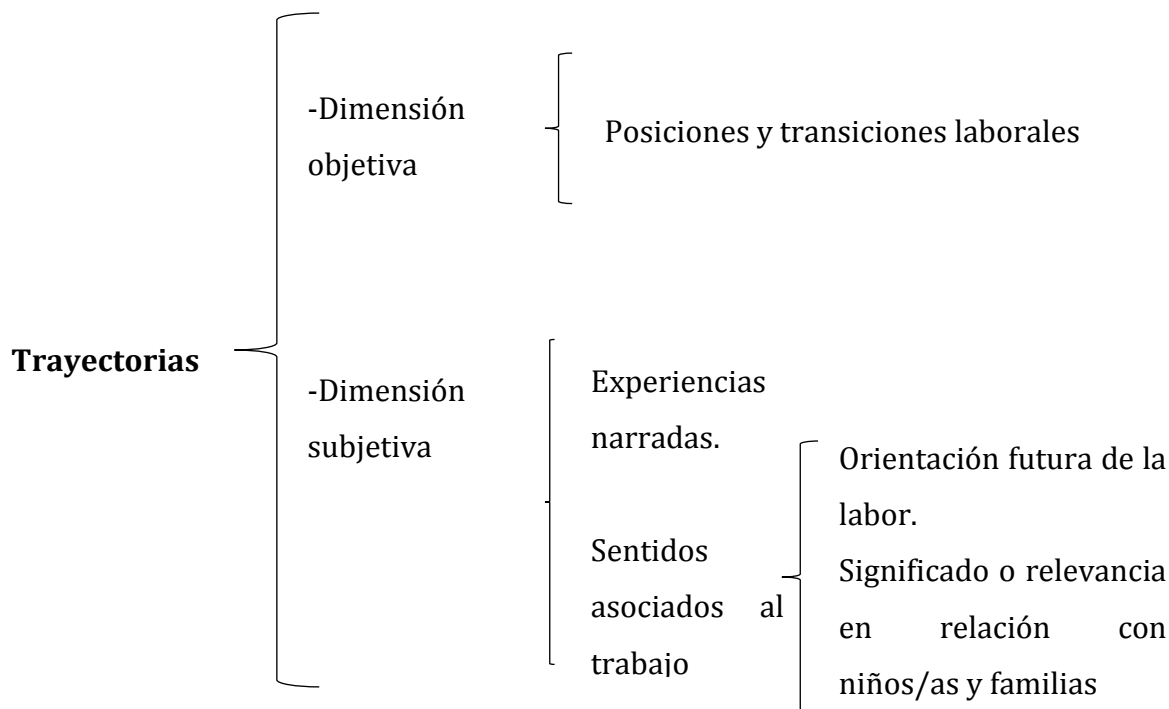 -Dimensión
objetiva
Posiciones y transiciones laborales
Trayectorias
-Dimensión
subjetiva
Experiencias
narradas.
Sentidos
asociados al
trabajo
Orientación futura de la
labor.
Significado o relevancia
en relación con
niños/as y familias